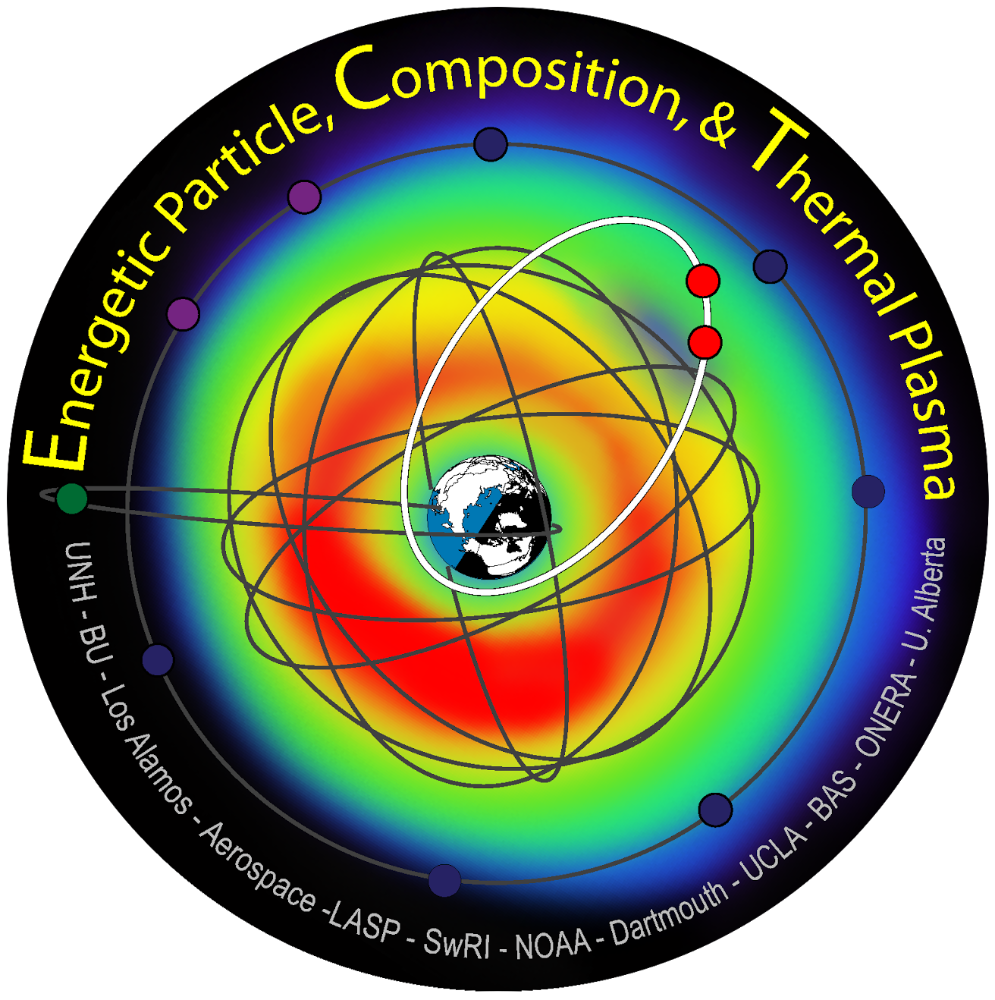 Energetic Particle, Composition, & Thermal Plasma
UNH - BU - Los Alamos - Aerospace -LASP - SwRI - NOAA - Dartmouth - UCLA - BAS - ONERA - U. Alberta